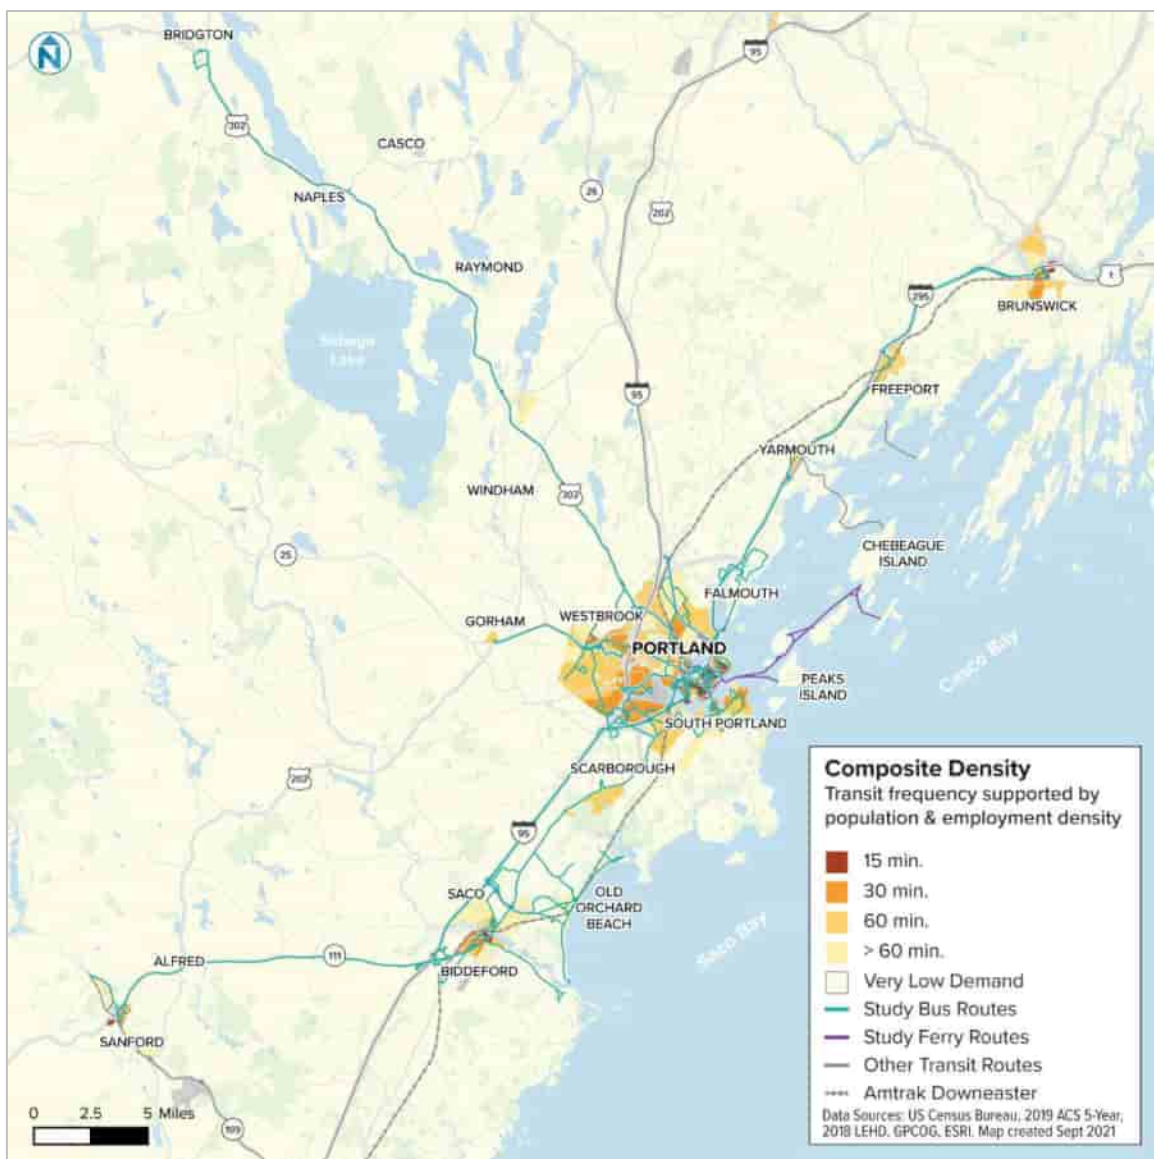 N
BRIDGTON
95
302
CASCO
26
NAPLES
202
RAYMOND
1
295
BRUNSWICK
Sebago
Lake
95
FREEPORT
YARMOUTH
WINDHAM
302
25
CHEBEAGUE
ISLAND
FALMOUTH
GORHAM
WESTBROOK
PORTLAND
Casco Bay
PEAKS
ISLAND
SOUTH PORTLAND
SCARBOROUGH
202
95
SACO
OLD
ORCHARD
BEACH
Saco Bay
ALFRED
111
BIDDEFORD
SANFORD
109
0 2.5 5 Miles
Composite Density
Transit frequency supported by
population & employment density
15 min.
30 min.
60 min.
> 60 min.
Very Low Demand
Study Bus Routes
Study Ferry Routes
Other Transit Routes
Amtrak Downeaster
Data Sources: US Census Bureau, 2019 ACS 5-Year,
2018 LEHD, GPCOG, ESRI. Map created Sept 2021